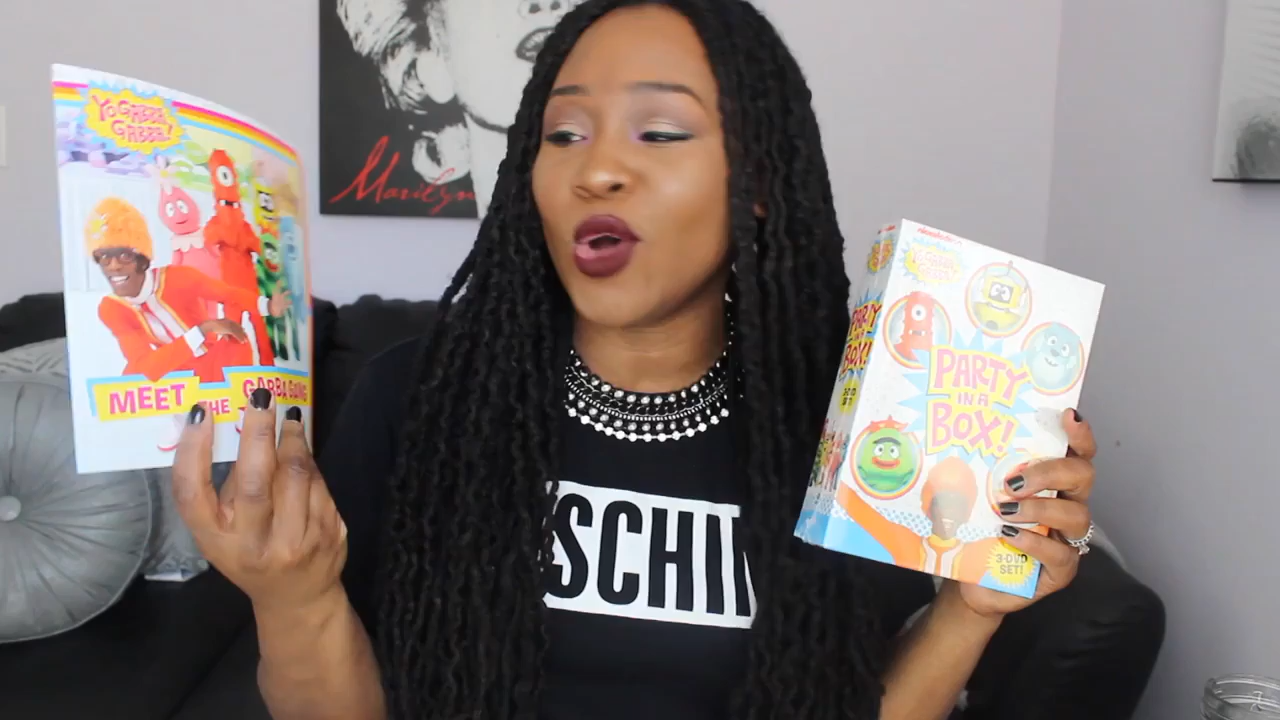 YO GABBA
GABBA!
MEET THE GABBA GANG
Marilyn
nickelodeon
YO GABBA
GABBA!
PARTY
IN A
BOX!
3-DVD
SET!
PARTY
IN A
BOX!
SCHI